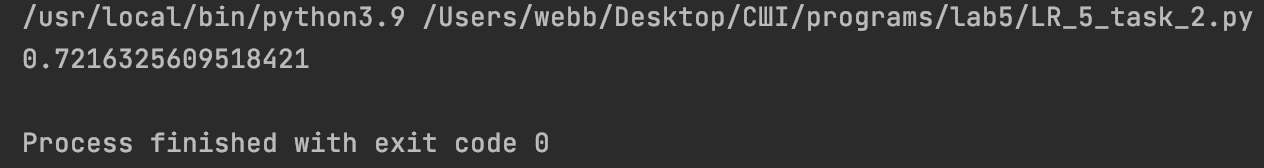 /usr/local/bin/python3.9 /Users/webb/Desktop/СШІ/programs/lab5/LR_5_task_2.py
0.7216325609518421
Process finished with exit code 0